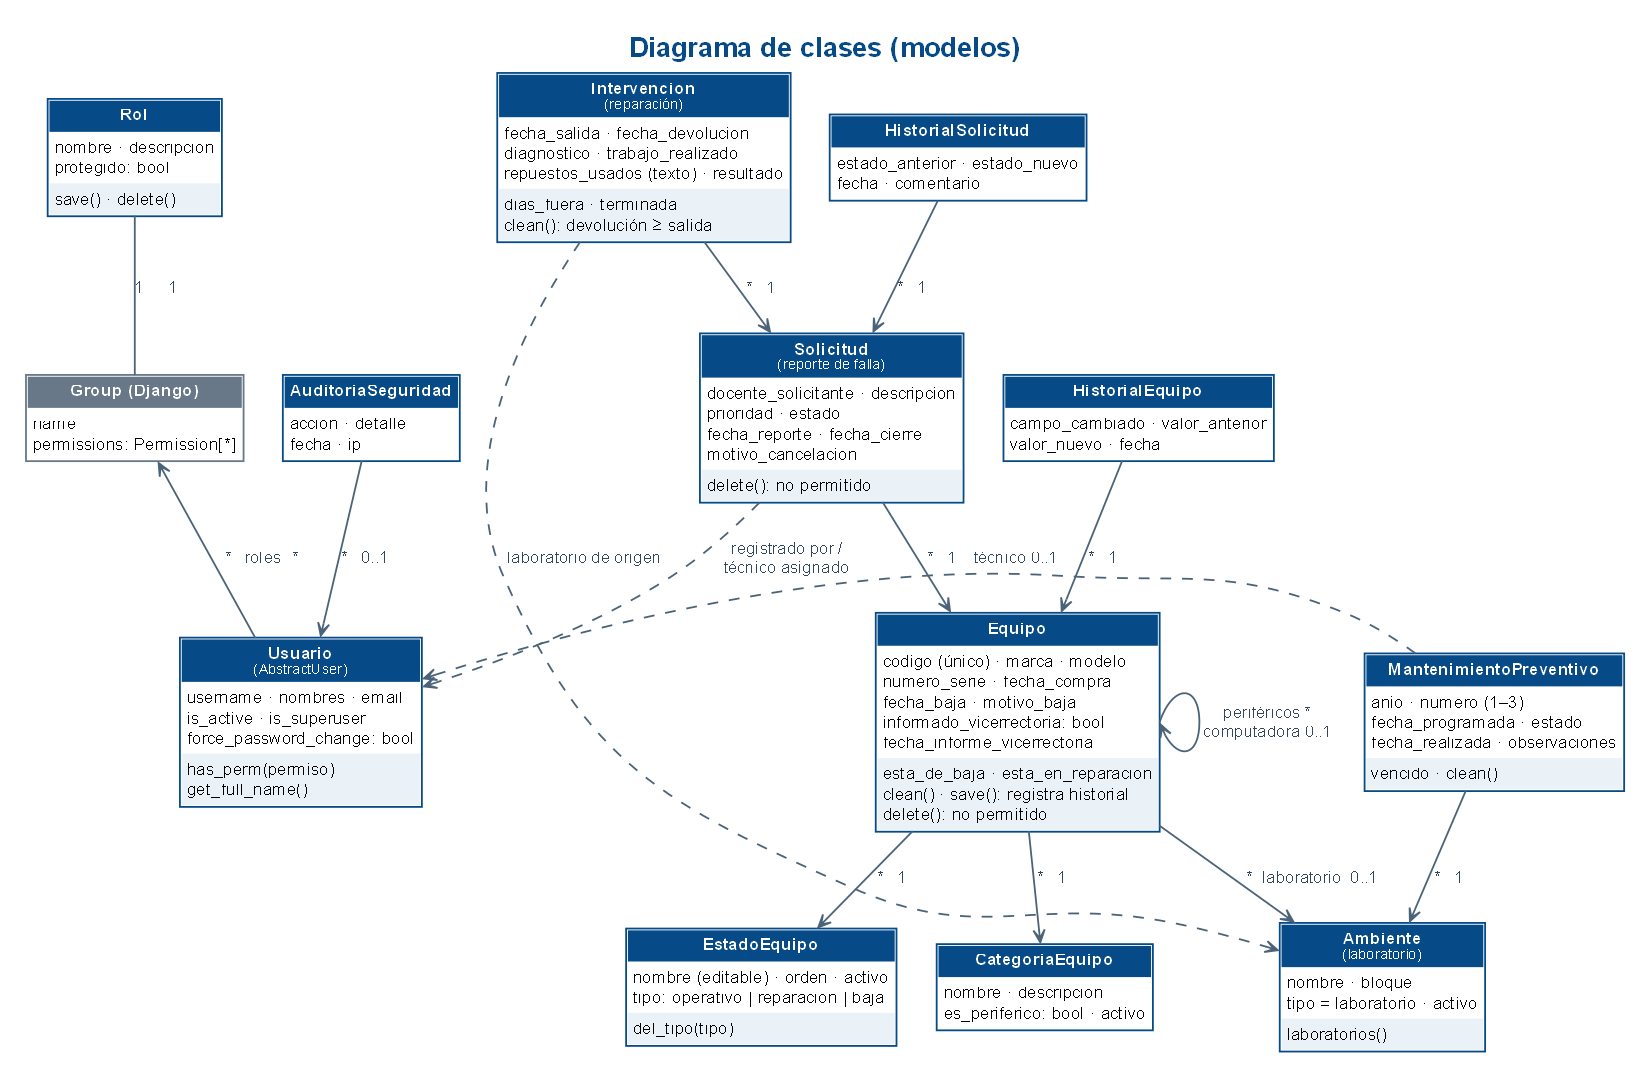 Diagrama de clases (modelos)
Rol
nombre · descripcion
protegido: bool
save() · delete()
Intervencion
(reparación)
fecha_salida · fecha_devolucion
diagnostico · trabajo_realizado
repuestos_usados (texto) · resultado
dias_fuera · terminada
clean(): devolución ≥ salida
HistorialSolicitud
estado_anterior · estado_nuevo
fecha · comentario
1 1
* 1
* 1
Group (Django)
name
permissions: Permission[*]
AuditoriaSeguridad
accion · detalle
fecha · ip
Solicitud
(reporte de falla)
docente_solicitante · descripcion
prioridad · estado
fecha_reporte · fecha_cierre
motivo_cancelacion
delete(): no permitido
HistorialEquipo
campo_cambiado · valor_anterior
valor_nuevo · fecha
* roles *
* 0..1
laboratorio de origen
registrado por /
técnico asignado
* 1
técnico 0..1
* 1
Usuario
(AbstractUser)
username · nombres · email
is_active · is_superuser
force_password_change: bool
has_perm(permiso)
get_full_name()
Equipo
codigo (único) · marca · modelo
numero_serie · fecha_compra
fecha_baja · motivo_baja
informado_vicerrectoria: bool
fecha_informe_vicerrectoria
esta_de_baja · esta_en_reparacion
clean() · save(): registra historial
delete(): no permitido
periféricos *
computadora 0..1
MantenimientoPreventivo
anio · numero (1–3)
fecha_programada · estado
fecha_realizada · observaciones
vencido · clean()
* 1
* 1
* laboratorio 0..1
* 1
EstadoEquipo
nombre (editable) · orden · activo
tipo: operativo | reparacion | baja
del_tipo(tipo)
CategoriaEquipo
nombre · descripcion
es_periferico: bool · activo
Ambiente
(laboratorio)
nombre · bloque
tipo = laboratorio · activo
laboratorios()